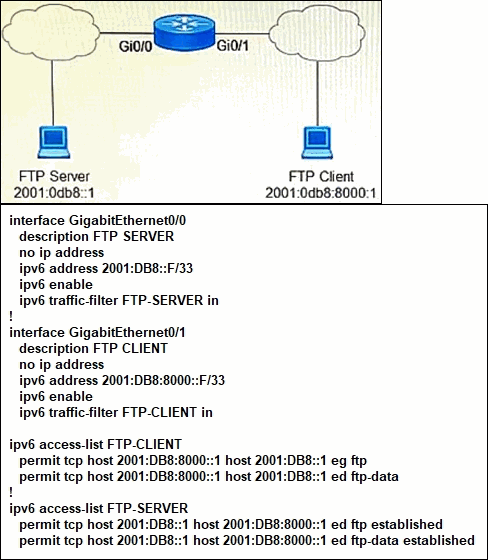 Gi0/0
Gi0/1
FTP Server
2001:0db8::1
FTP Client
2001:0db8:8000:1
interface GigabitEthernet0/0
description FTP SERVER
no ip address
ipv6 address 2001:DB8::F/33
ipv6 enable
ipv6 traffic-filter FTP-SERVER in
!
interface GigabitEthernet0/1
description FTP CLIENT
no ip address
ipv6 address 2001:DB8:8000::F/33
ipv6 enable
ipv6 traffic-filter FTP-CLIENT in
ipv6 access-list FTP-CLIENT
permit tcp host 2001:DB8:8000::1 host 2001:DB8::1 eg ftp
permit tcp host 2001:DB8:8000::1 host 2001:DB8::1 ed ftp-data
!
ipv6 access-list FTP-SERVER
permit tcp host 2001:DB8::1 host 2001:DB8:8000::1 ed ftp established
permit tcp host 2001:DB8::1 host 2001:DB8:8000::1 ed ftp-data established